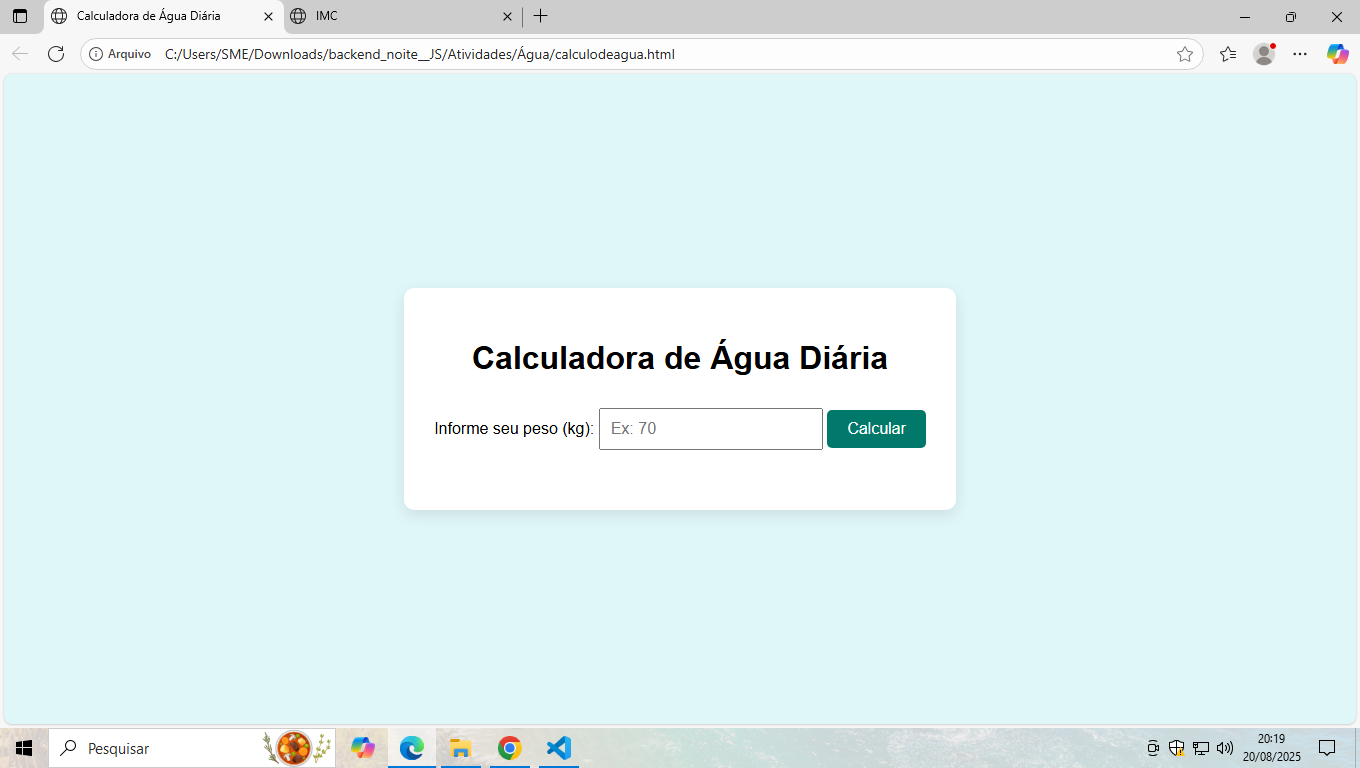 Calculadora de Água Diária
IMC
Arquivo
C:/Users/SME/Downloads/backend_noite__JS/Atividades/Água/calculodeagua.html
Calculadora de Água Diária
Informe seu peso (kg): Ex: 70 Calcular
Pesquisar
20:19
20/08/2025